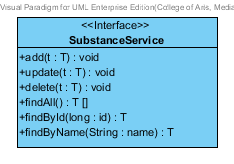 Visual Paradigm for UML Enterprise Edition(College of Arts, Media
<<Interface>>
SubstanceService
+add(t : T) : void
+update(t : T) : void
+delete(t : T) : void
+findAll() : T []
+findById(long : id) : T
+findByName(String : name) : T